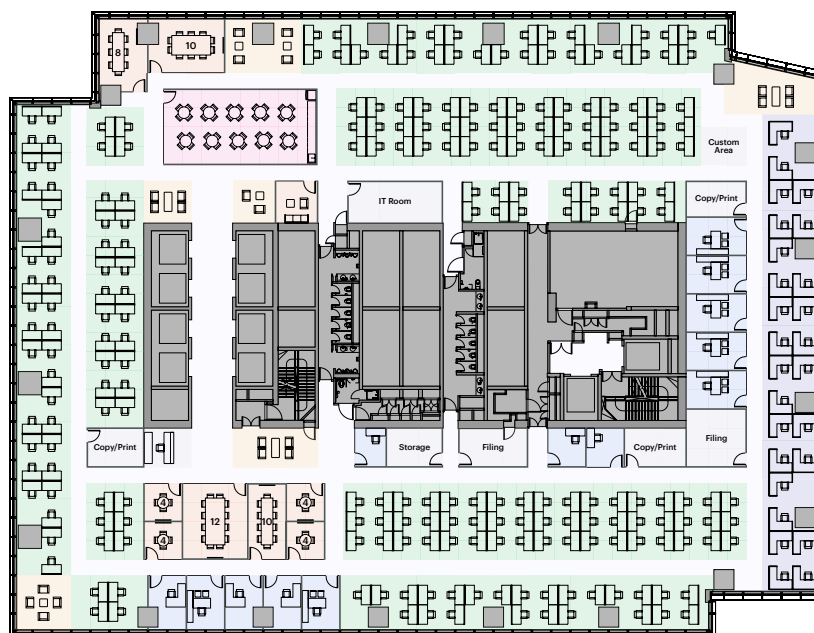 8
10
Custom
Area
IT Room
Copy/Print
Copy/Print
Storage
Filing
Copy/Print
Filing
4
4
12
10
4
4